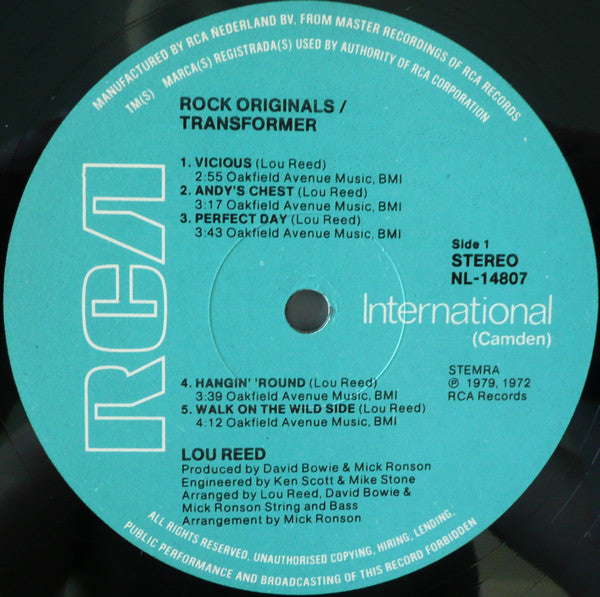 MANUFACTURED BY RCA NEDERLAND BV, FROM MASTER RECORDINGS OF RCA RECORDS
TM(S) MARCA(S) REGISTRADA(S) USED BY AUTHORITY OF RCA CORPORATION
ROCK ORIGINALS /
TRANSFORMER
1. VICIOUS (Lou Reed)
2:55 Oakfield Avenue Music, BMI
2. ANDY'S CHEST (Lou Reed)
3:17 Oakfield Avenue Music, BMI
3. PERFECT DAY (Lou Reed)
3:43 Oakfield Avenue Music, BMI
RCA
Side 1
STEREO
NL-14807
International
(Camden)
STEMRA
℗ 1979, 1972
RCA Records
4. HANGIN' 'ROUND (Lou Reed)
3:39 Oakfield Avenue Music, BMI
5. WALK ON THE WILD SIDE (Lou Reed)
4:12 Oakfield Avenue Music, BMI
LOU REED
Produced by David Bowie & Mick Ronson
Engineered by Ken Scott & Mike Stone
Arranged by Lou Reed, David Bowie &
Mick Ronson String and Bass
Arrangement by Mick Ronson
ALL RIGHTS RESERVED, UNAUTHORISED COPYING, HIRING, LENDING,
PUBLIC PERFORMANCE AND BROADCASTING OF THIS RECORD FORBIDDEN